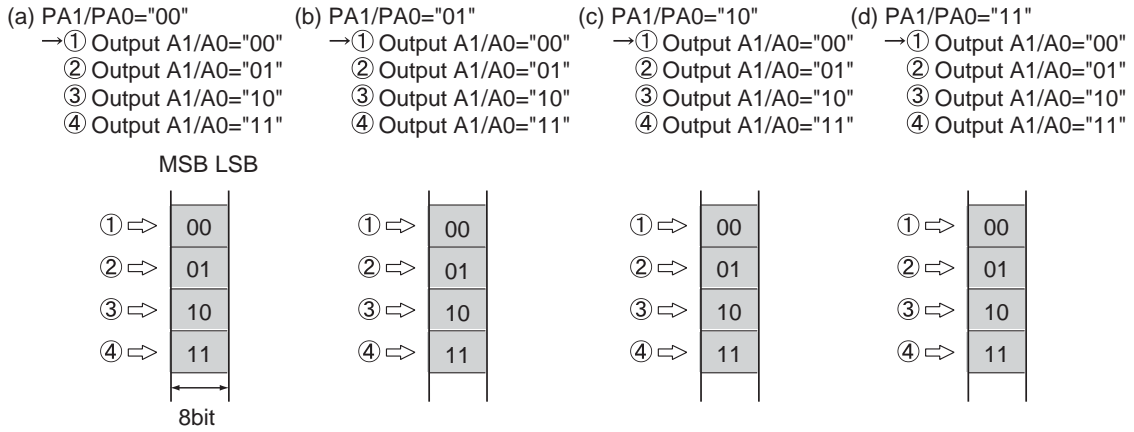 (a) PA1/PA0="00"
→① Output A1/A0="00"
② Output A1/A0="01"
③ Output A1/A0="10"
④ Output A1/A0="11"
(b) PA1/PA0="01"
→① Output A1/A0="00"
② Output A1/A0="01"
③ Output A1/A0="10"
④ Output A1/A0="11"
(c) PA1/PA0="10"
→① Output A1/A0="00"
② Output A1/A0="01"
③ Output A1/A0="10"
④ Output A1/A0="11"
(d) PA1/PA0="11"
→① Output A1/A0="00"
② Output A1/A0="01"
③ Output A1/A0="10"
④ Output A1/A0="11"
MSB LSB
① ⇨ 00
② ⇨ 01
③ ⇨ 10
④ ⇨ 11
8bit
① ⇨ 00
② ⇨ 01
③ ⇨ 10
④ ⇨ 11
① ⇨ 00
② ⇨ 01
③ ⇨ 10
④ ⇨ 11
① ⇨ 00
② ⇨ 01
③ ⇨ 10
④ ⇨ 11